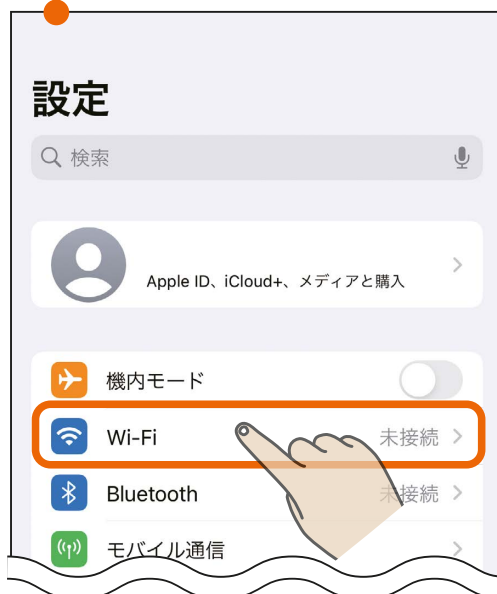 設定
検索
Apple ID、iCloud+、メディアと購入
機内モード
Wi-Fi 未接続
Bluetooth 未接続
モバイル通信